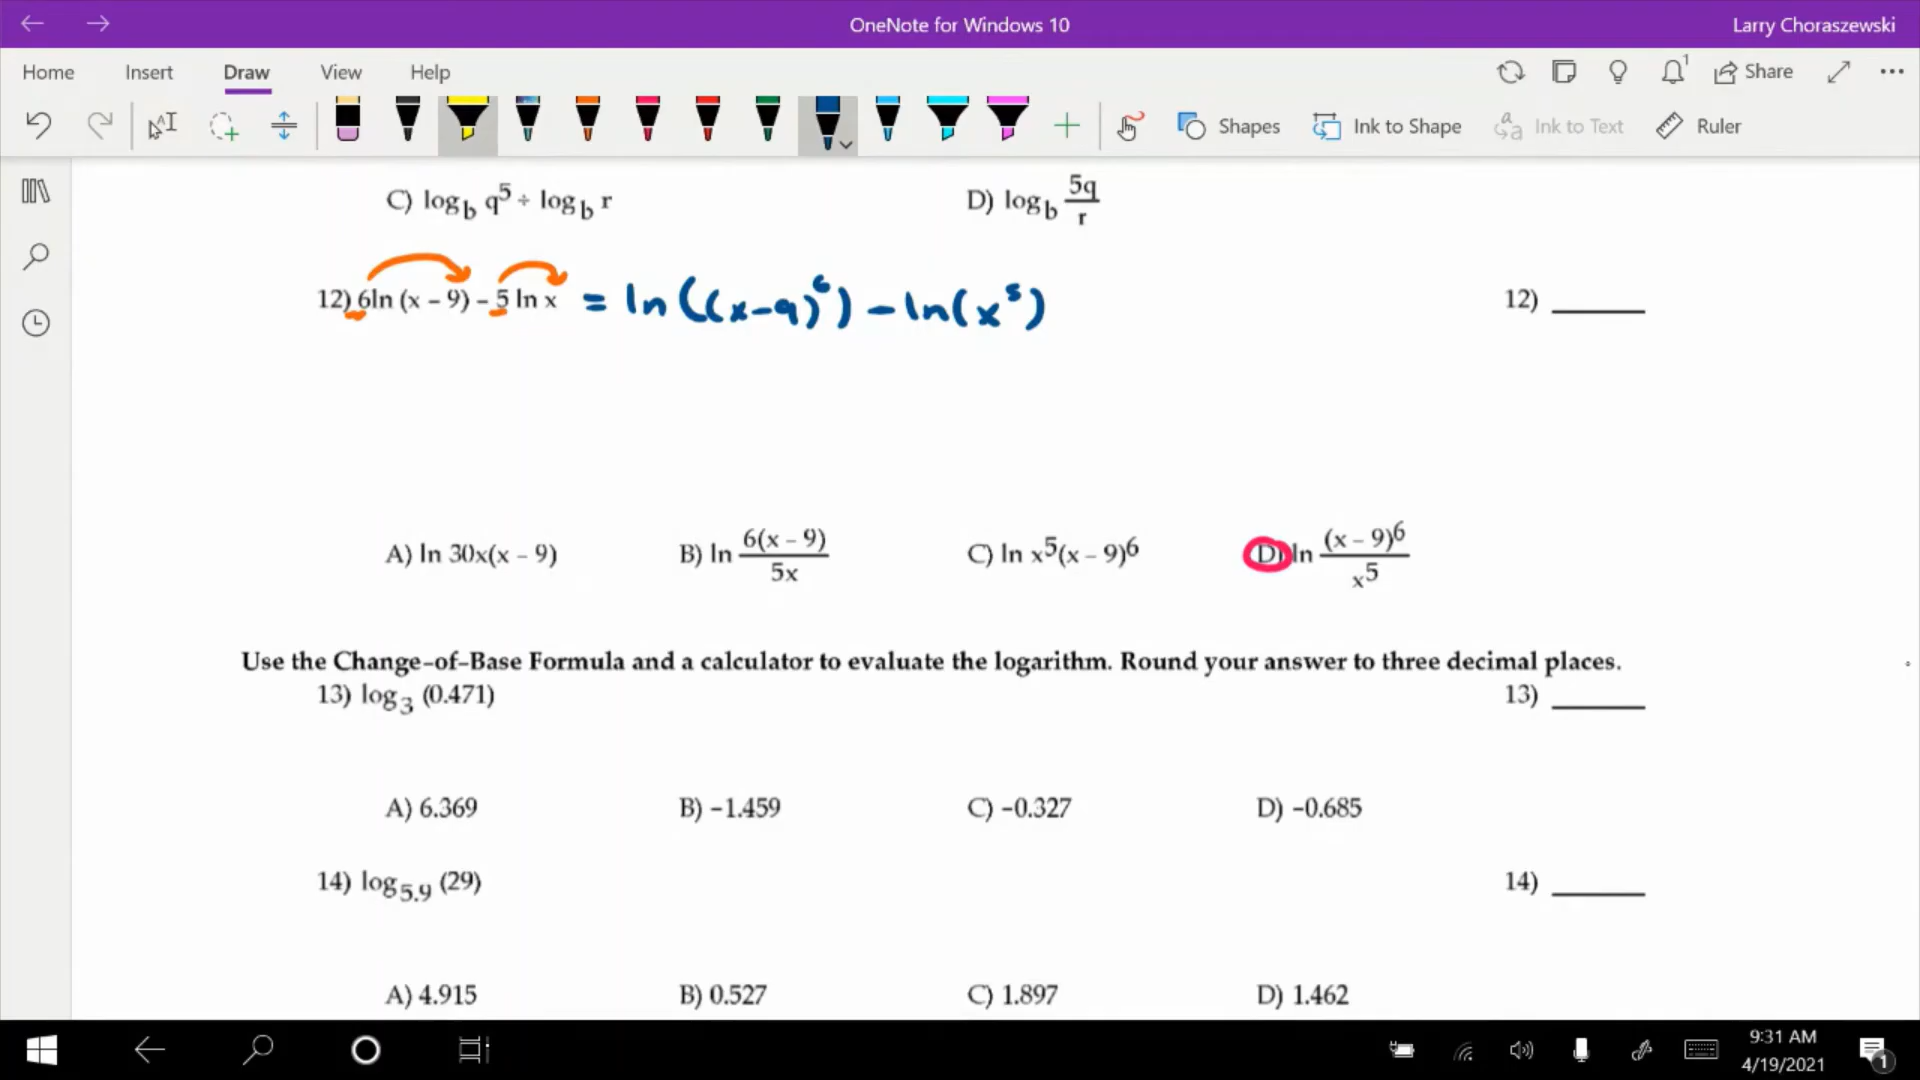 OneNote for Windows 10
Larry Choraszewski
Home Insert Draw View Help
1 Share
Shapes Ink to Shape Ink to Text Ruler
C) log_b q^5 ÷ log_b r
D) log_b 5q/r
12) 6ln (x – 9) – 5 ln x = ln((x-9)^6) - ln(x^5)
12) ______
A) ln 30x(x – 9)
B) ln 6(x – 9)/5x
C) ln x^5(x – 9)^6
D) ln (x – 9)^6/x^5
Use the Change–of–Base Formula and a calculator to evaluate the logarithm. Round your answer to three decimal places.
13) log_3 (0.471)
13) ______
A) 6.369
B) –1.459
C) –0.327
D) –0.685
14) log_5.9 (29)
14) ______
A) 4.915
B) 0.527
C) 1.897
D) 1.462
9:31 AM
4/19/2021
1